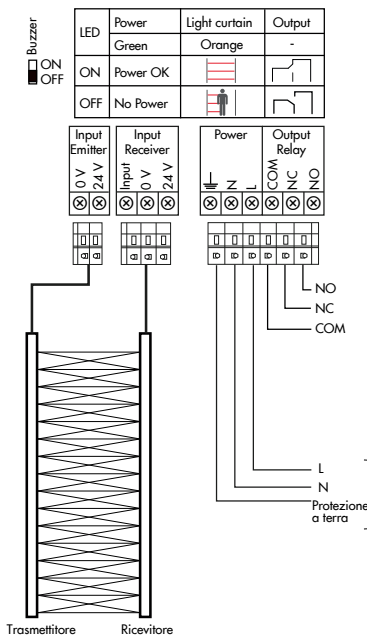 Buzzer
ON
OFF
LED Power Light curtain Output
Green Orange -
ON Power OK
OFF No Power
Input Emitter
Input Receiver
Power
Output Relay
0 V
24 V
Input
0 V
24 V
N
L
COM
NC
NO
NO
NC
COM
L
N
Protezione
a terra
Trasmettitore Ricevitore